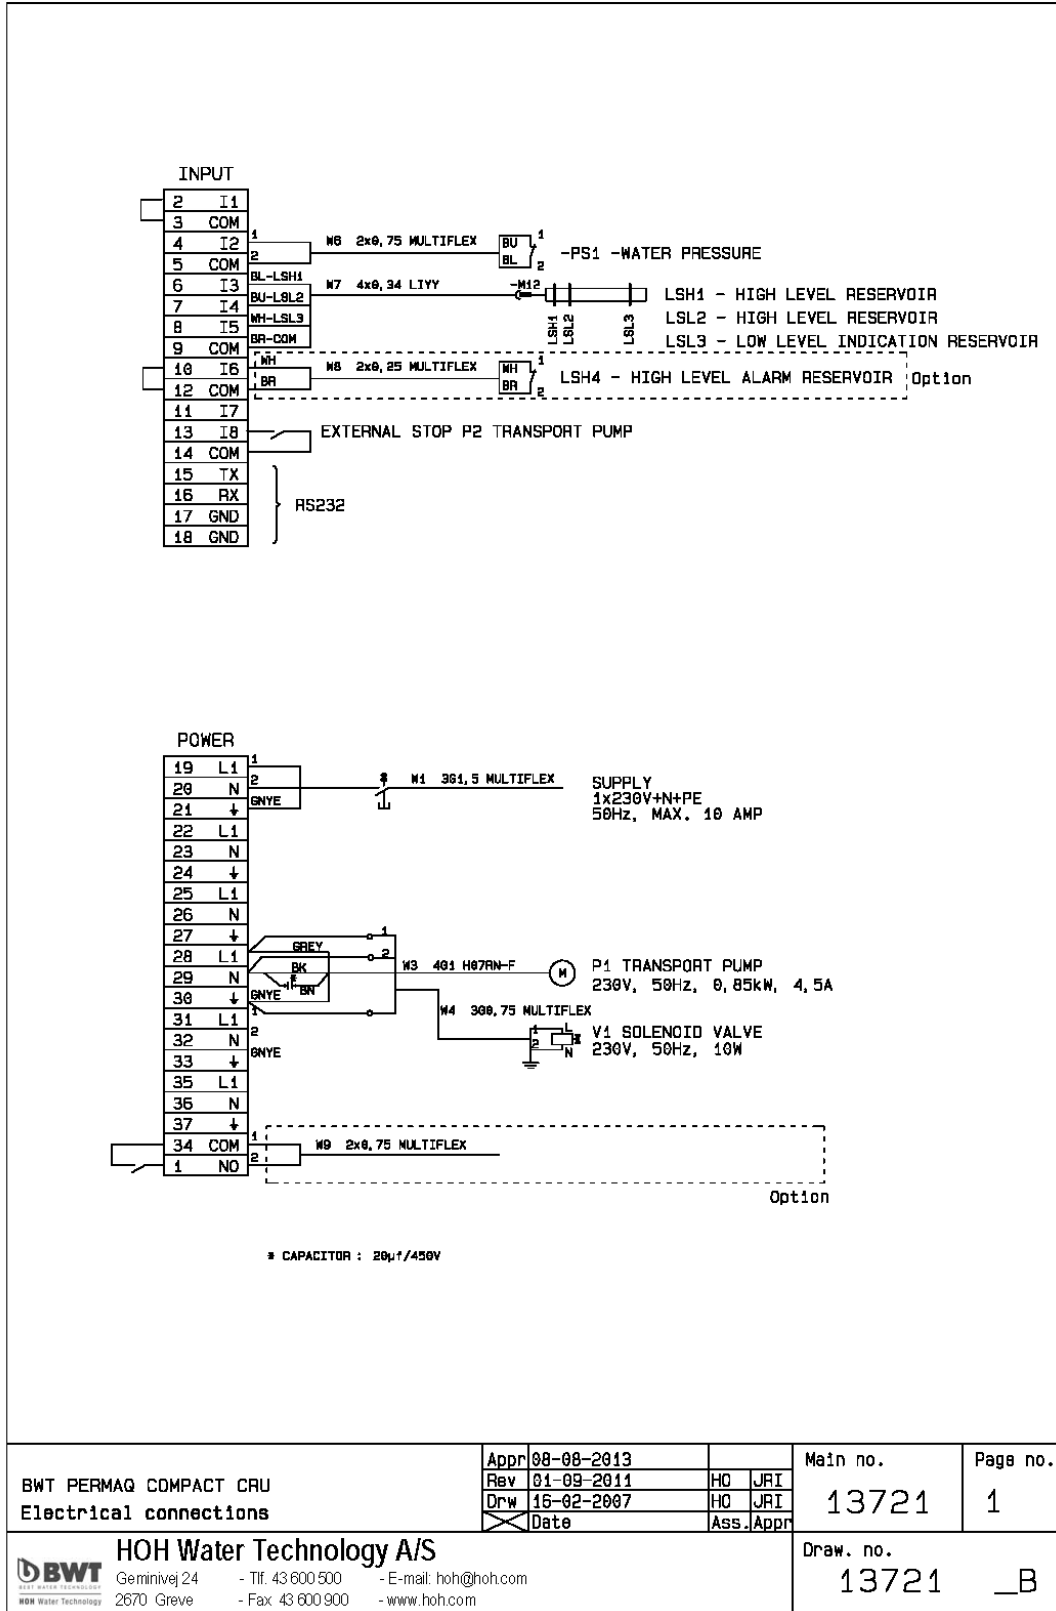 INPUT
2 I1
3 COM
4 I2 1 W6 2x0,75 MULTIFLEX BU 1
5 COM 2 BL 2 -PS1 -WATER PRESSURE
6 I3 BL-LSH1 W7 4x0,34 LIYY -M12 LSH1 - HIGH LEVEL RESERVOIR
7 I4 BU-LSL2 LSH1 LSL2 LSL3 LSL2 - HIGH LEVEL RESERVOIR
8 I5 WH-LSL3 LSL3 - LOW LEVEL INDICATION RESERVOIR
9 COM BR-COM
10 I6 WH W8 2x0,25 MULTIFLEX WH 1
12 COM BR BR 2 LSH4 - HIGH LEVEL ALARM RESERVOIR Option
11 I7
13 I8 EXTERNAL STOP P2 TRANSPORT PUMP
14 COM
15 TX
16 RX RS232
17 GND
18 GND
POWER
19 L1 1
20 N 2 W1 3G1,5 MULTIFLEX SUPPLY
21 GNYE 1x230V+N+PE
50Hz, MAX. 10 AMP
22 L1
23 N
24
25 L1
26 N
27 1
28 L1 GREY 2
29 N BK BN W3 4G1 H07RN-F M P1 TRANSPORT PUMP
30 GNYE 230V, 50Hz, 0,85kW, 4,5A
31 L1 1 W4 3G0,75 MULTIFLEX
32 N 2 1 L V1 SOLENOID VALVE
33 GNYE 2 N 230V, 50Hz, 10W
35 L1
36 N
37
34 COM 1 W9 2x0,75 MULTIFLEX
1 NO 2
Option
* CAPACITOR : 20µf/450V
BWT PERMAQ COMPACT CRU
Electrical connections
Appr 08-08-2013
Rev 01-09-2011 HO JRI
Drw 16-02-2007 HO JRI
Date Ass. Appr
Main no.
13721
Page no.
1
BWT
BEST WATER TECHNOLOGY
HOH Water Technology
HOH Water Technology A/S
Geminivej 24 - Tlf. 43 600 500 - E-mail: hoh@hoh.com
2670 Greve - Fax 43 600 900 - www.hoh.com
Draw. no.
13721 _B